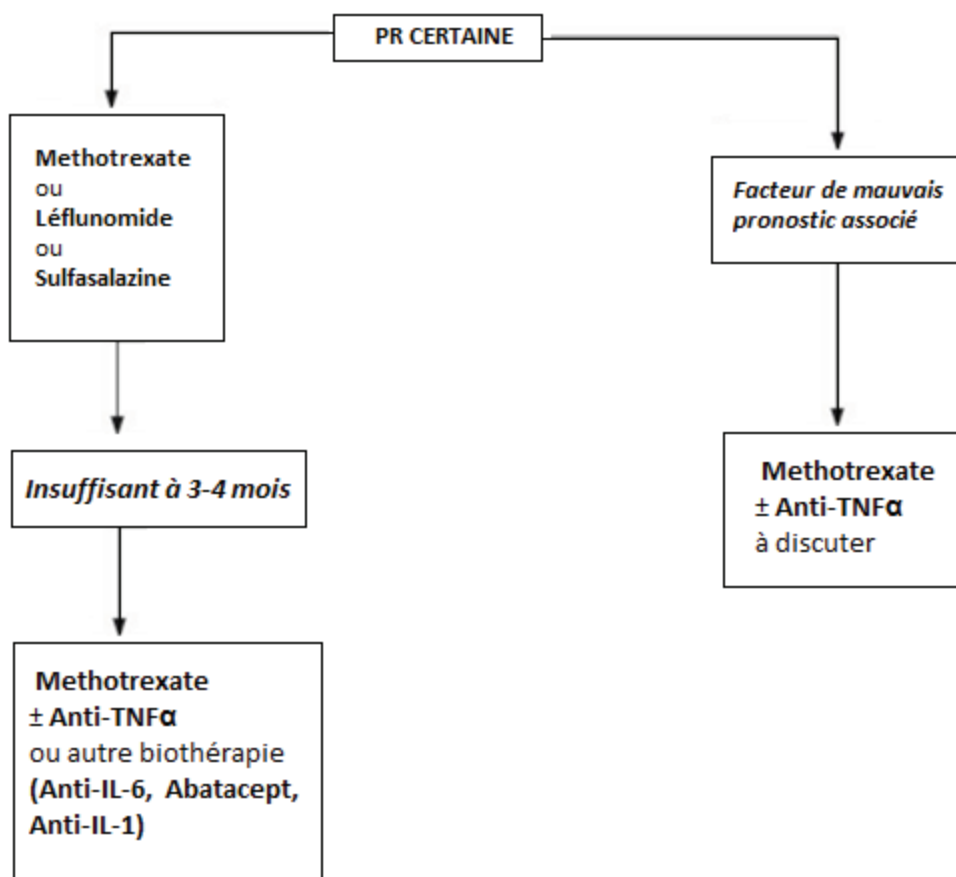 PR CERTAINE
Methotrexate
ou
Léflunomide
ou
Sulfasalazine
Facteur de mauvais
pronostic associé
Insuffisant à 3-4 mois
Methotrexate
± Anti-TNFα
à discuter
Methotrexate
± Anti-TNFα
ou autre biothérapie
(Anti-IL-6, Abatacept,
Anti-IL-1)